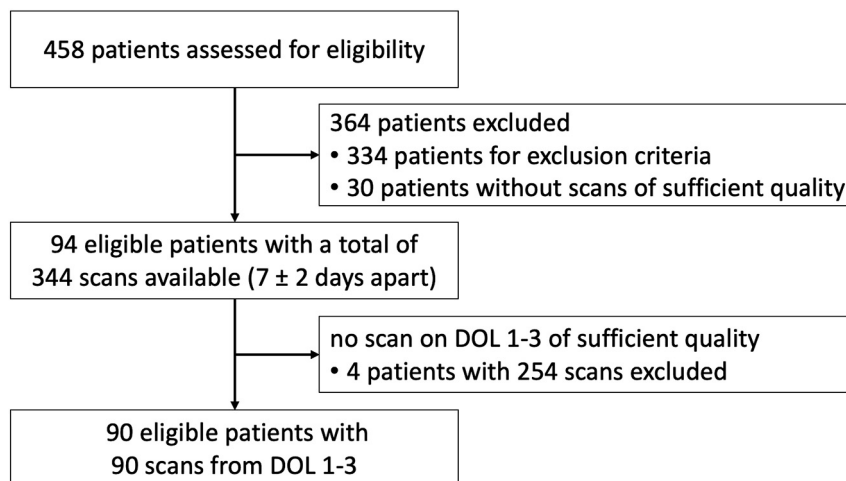 458 patients assessed for eligibility
364 patients excluded
• 334 patients for exclusion criteria
• 30 patients without scans of sufficient quality
94 eligible patients with a total of
344 scans available (7 ± 2 days apart)
no scan on DOL 1-3 of sufficient quality
• 4 patients with 254 scans excluded
90 eligible patients with
90 scans from DOL 1-3